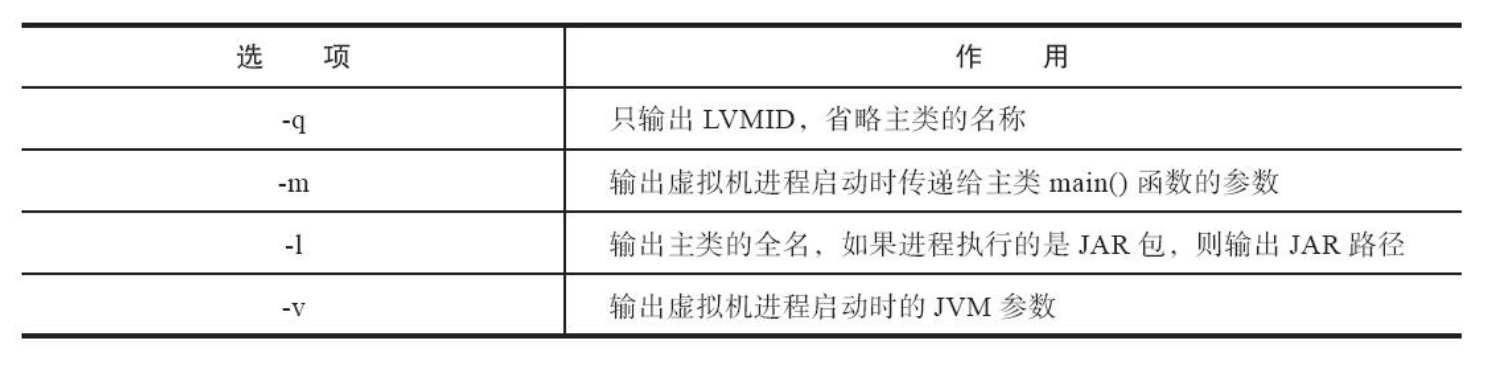 选 项 作 用
-q 只输出 LVMID，省略主类的名称
-m 输出虚拟机进程启动时传递给主类 main() 函数的参数
-l 输出主类的全名，如果进程执行的是 JAR 包，则输出 JAR 路径
-v 输出虚拟机进程启动时的 JVM 参数